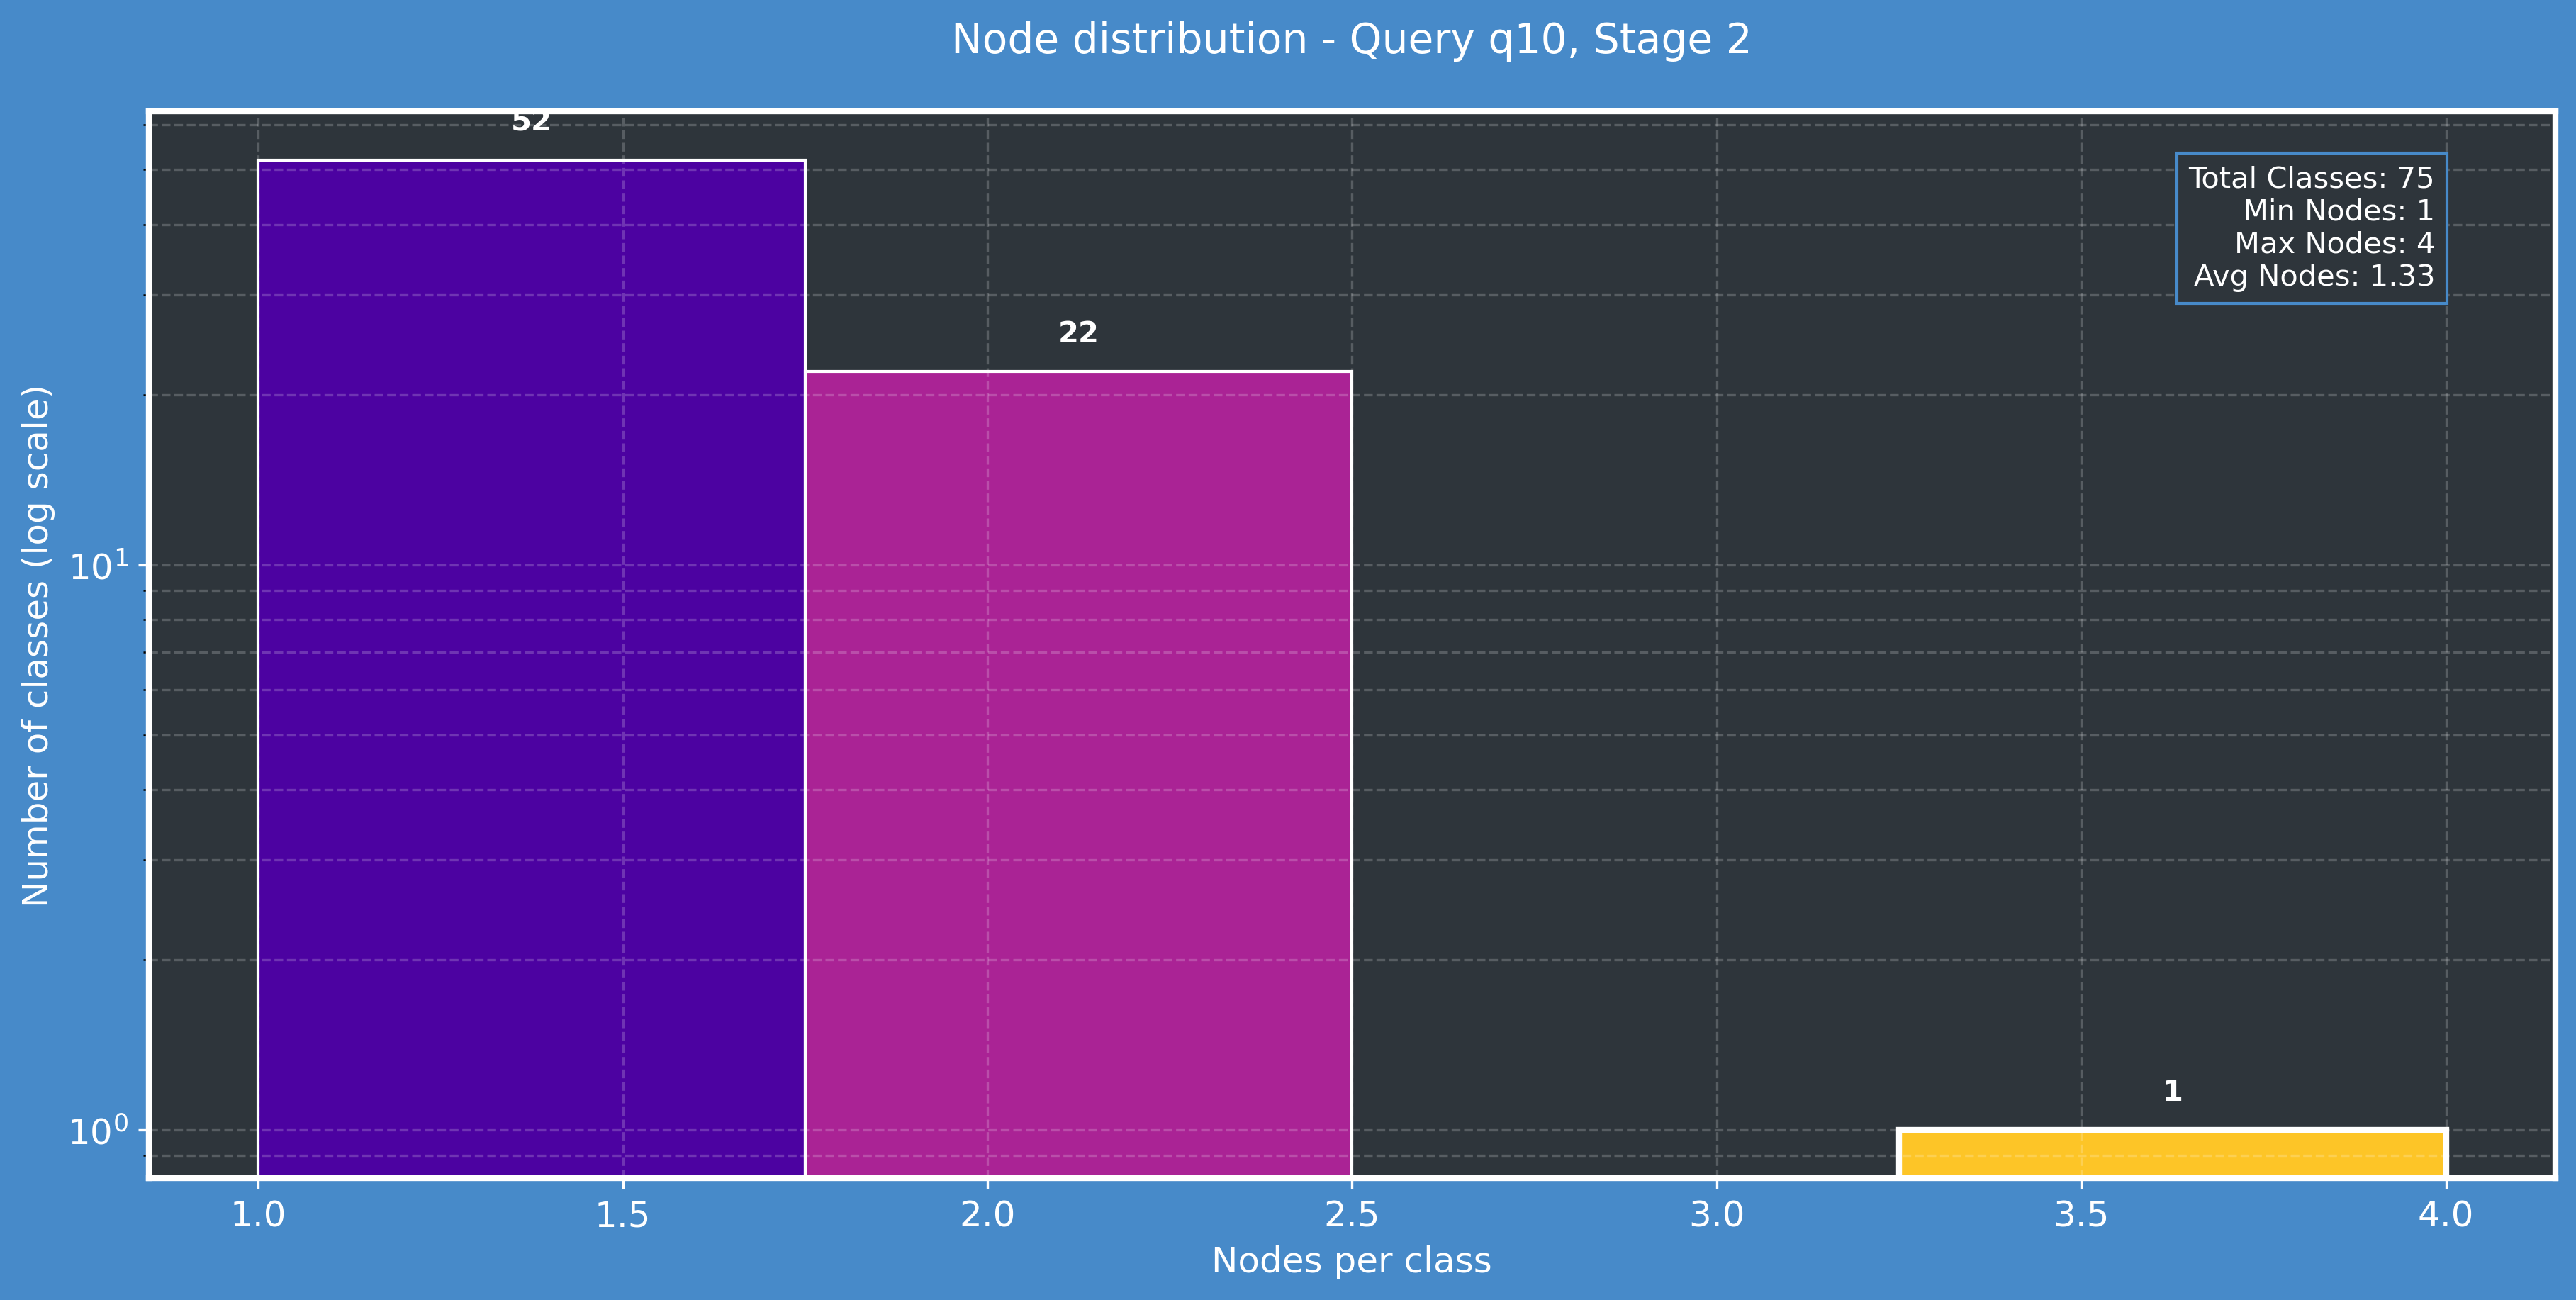 Node distribution - Query q10, Stage 2
52
22
1
Total Classes: 75
Min Nodes: 1
Max Nodes: 4
Avg Nodes: 1.33
Number of classes (log scale)
10¹
10⁰
1.0 1.5 2.0 2.5 3.0 3.5 4.0
Nodes per class